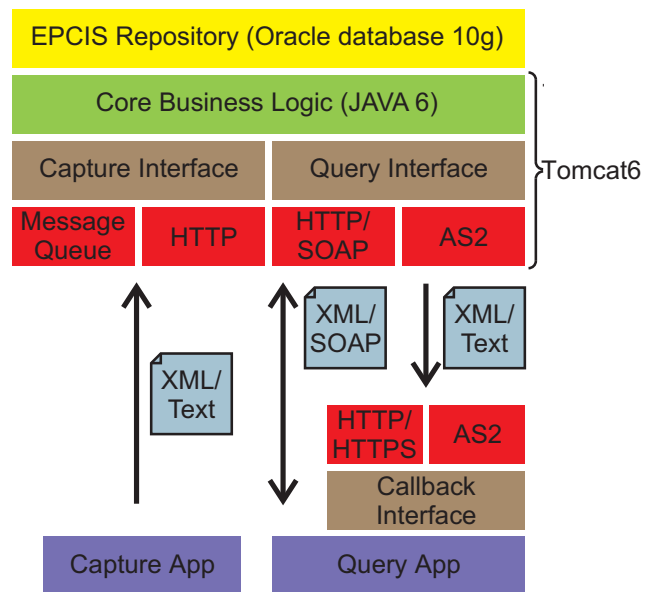 EPCIS Repository (Oracle database 10g)
Core Business Logic (JAVA 6)
Capture Interface
Query Interface
Tomcat6
Message
Queue
HTTP
HTTP/
SOAP
AS2
XML/
Text
XML/
SOAP
XML/
Text
HTTP/
HTTPS
AS2
Callback
Interface
Capture App
Query App